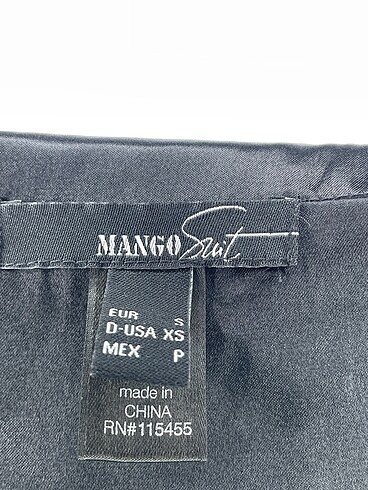 MANGO Suit
EUR S
D-USA XS
MEX P
made in
CHINA
RN#115455